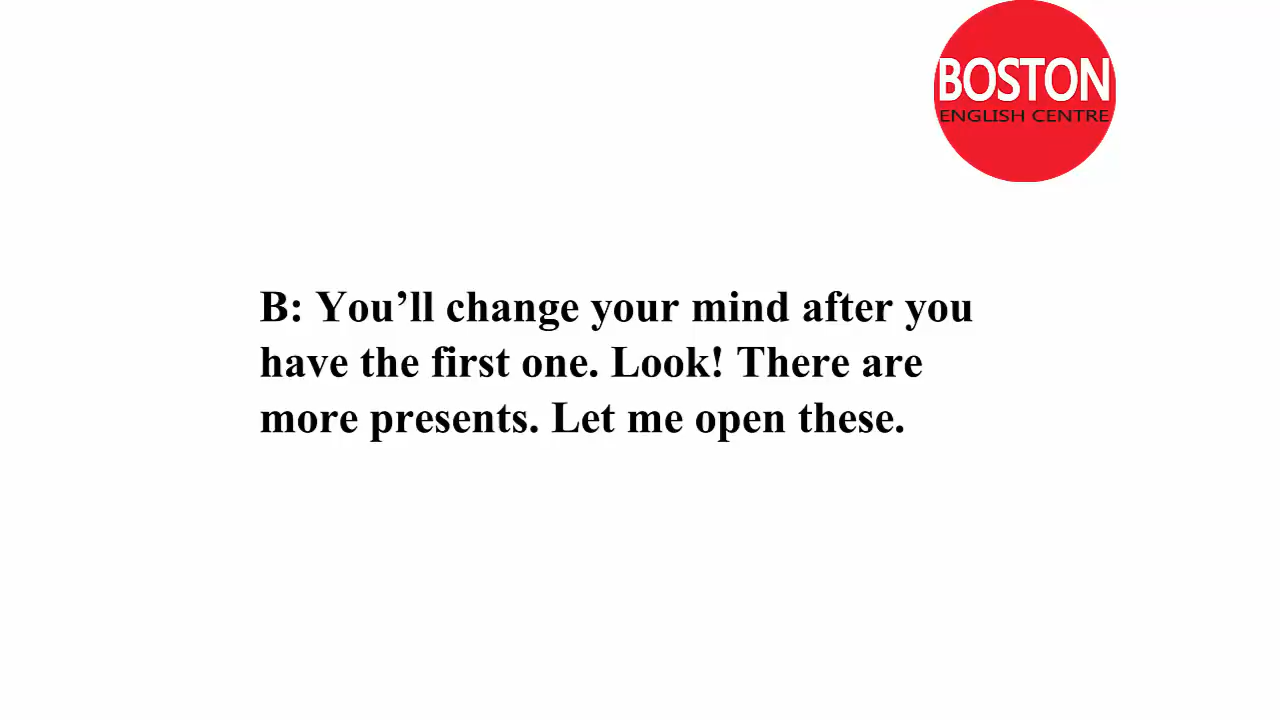 BOSTON
ENGLISH CENTRE
B: You’ll change your mind after you
have the first one. Look! There are
more presents. Let me open these.